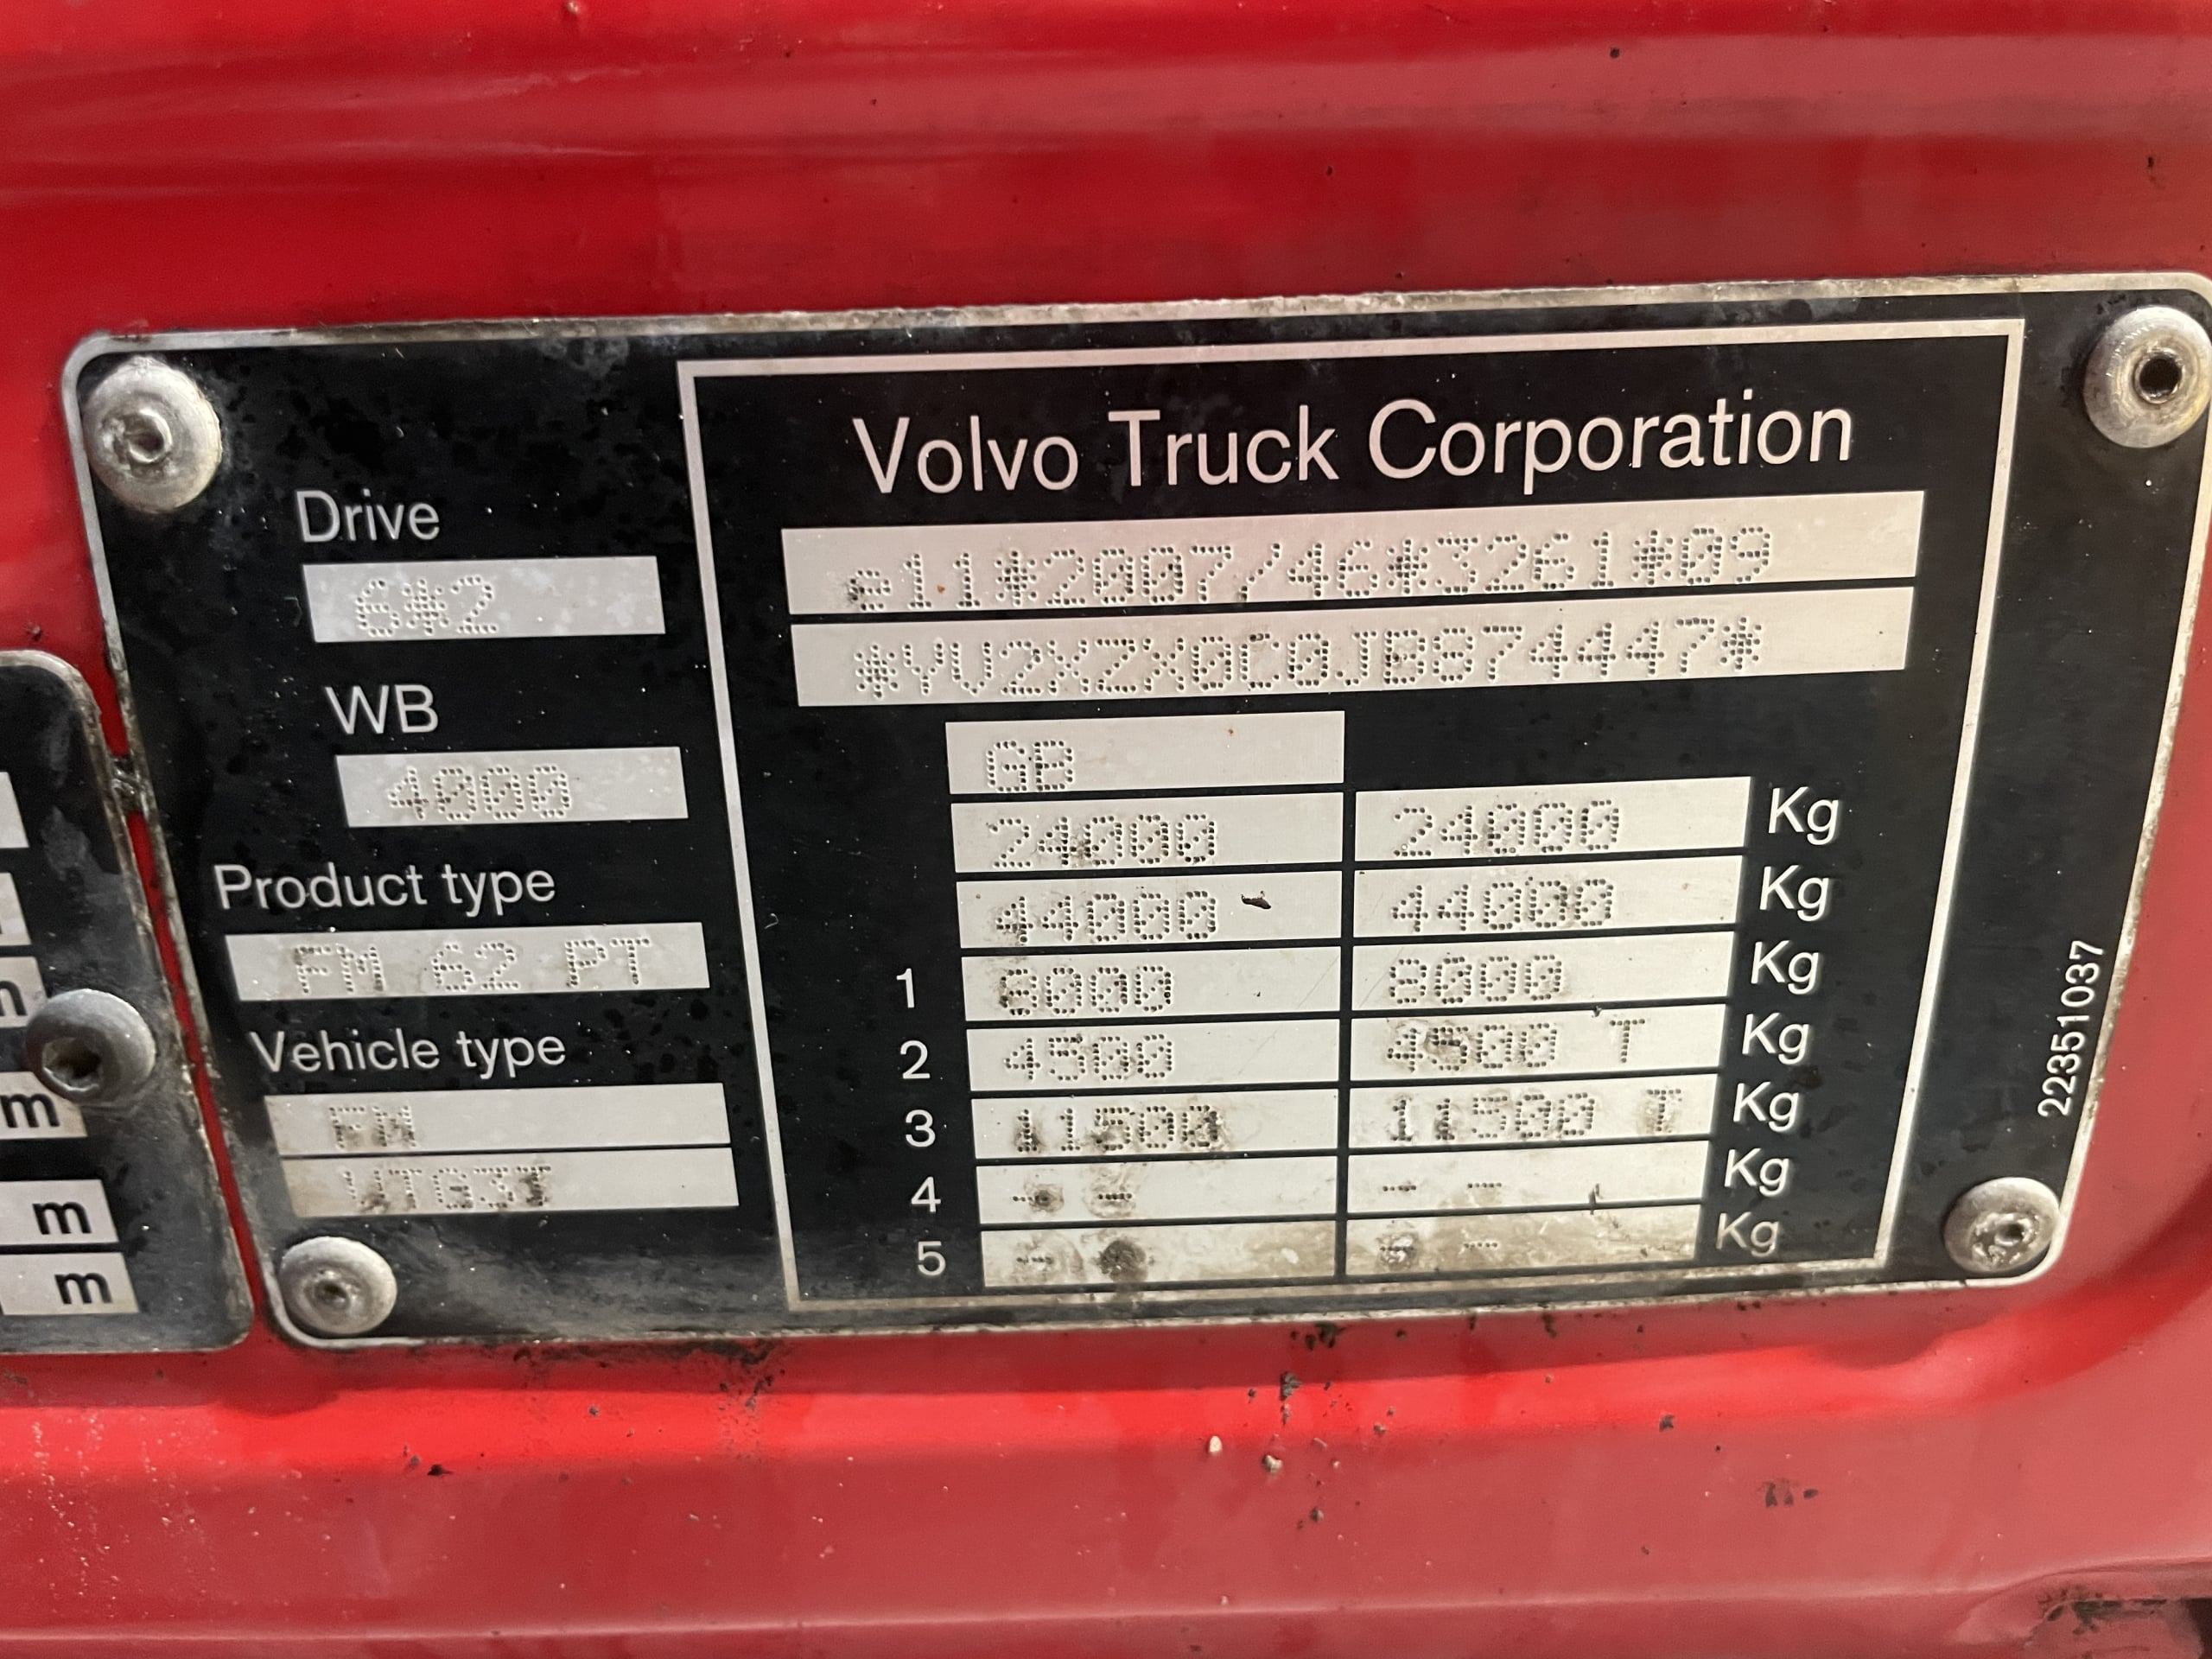 Volvo Truck Corporation
Drive
6*2
e11*2007/46*3261*09
*YV2XZX0C0JB874447*
WB
4000
GB
24000 24000 Kg
Product type
44000 44000 Kg
FM 62 PT
1 8000 8000 Kg
Vehicle type
2 4500 4500 T Kg
3 11500 11500 T Kg
VTG3T
4 - - - - Kg
5 - - - - Kg
22351037
m
m
m